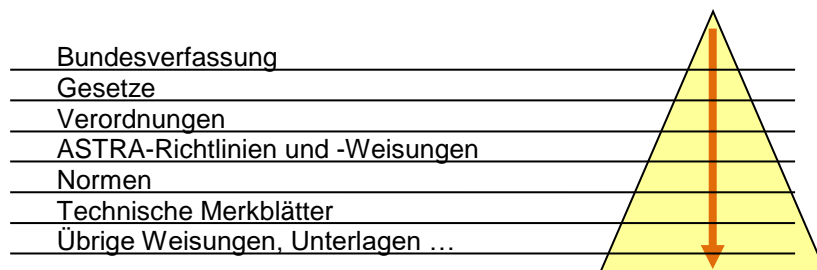 Bundesverfassung
Gesetze
Verordnungen
ASTRA-Richtlinien und -Weisungen
Normen
Technische Merkblätter
Übrige Weisungen, Unterlagen …